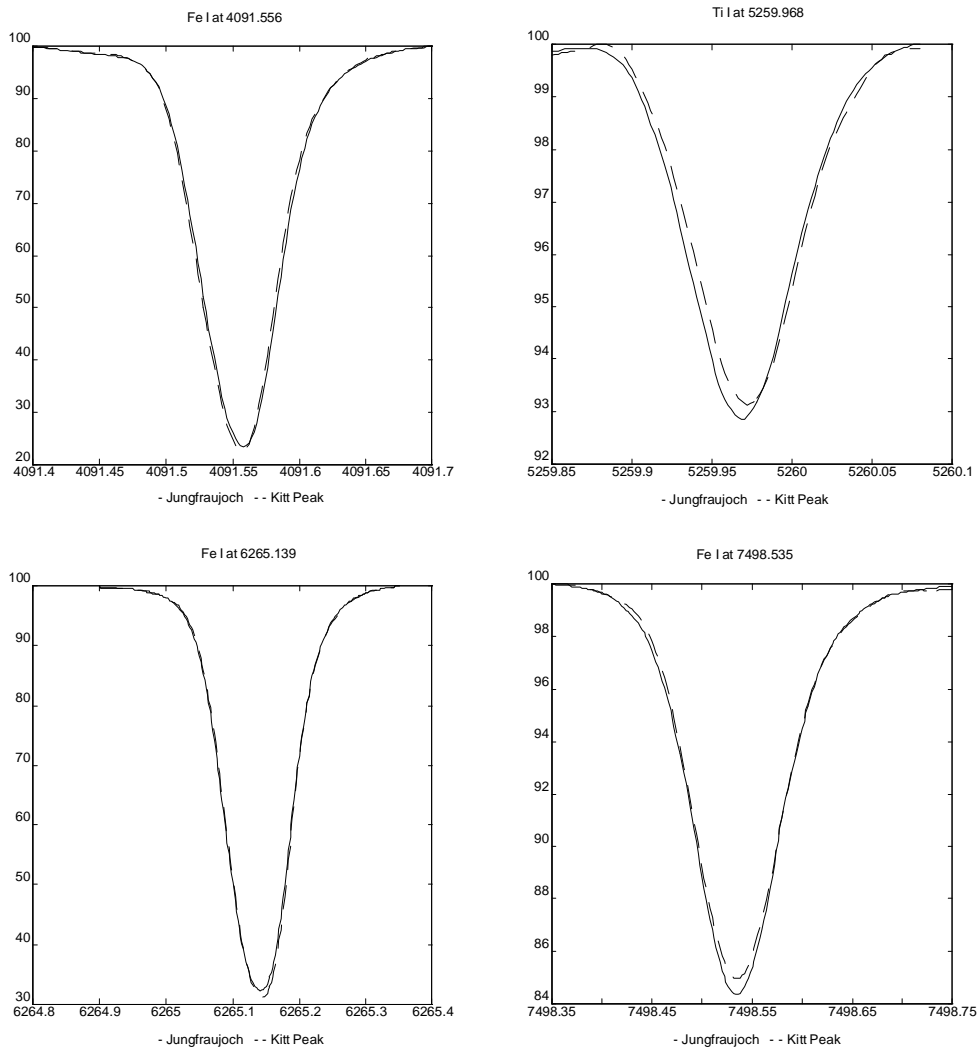 Fe I at 4091.556
100
90
80
70
60
50
40
30
20
4091.4 4091.45 4091.5 4091.55 4091.6 4091.65 4091.7
- Jungfraujoch - - Kitt Peak
Ti I at 5259.968
100
99
98
97
96
95
94
93
92
5259.85 5259.9 5259.95 5260 5260.05 5260.1
- Jungfraujoch - - Kitt Peak
Fe I at 6265.139
100
90
80
70
60
50
40
30
6264.8 6264.9 6265 6265.1 6265.2 6265.3 6265.4
- Jungfraujoch - - Kitt Peak
Fe I at 7498.535
100
98
96
94
92
90
88
86
84
7498.35 7498.45 7498.55 7498.65 7498.75
- Jungfraujoch - - Kitt Peak